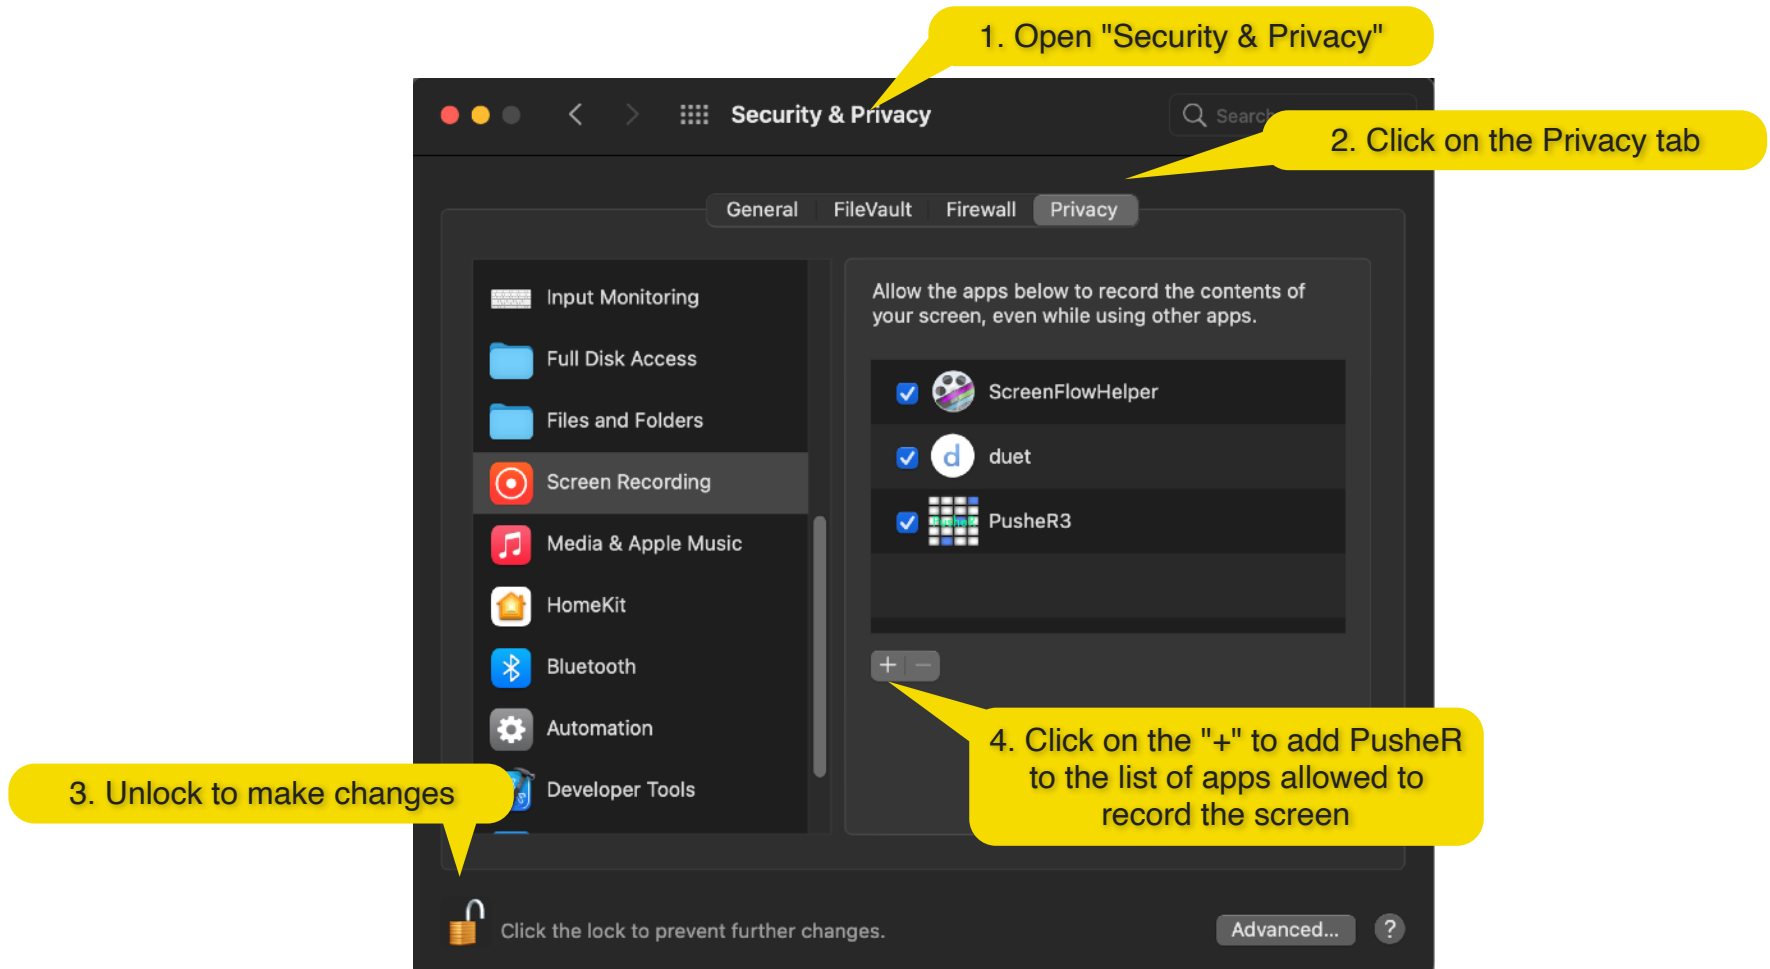 1. Open "Security & Privacy"
Security & Privacy
Search
2. Click on the Privacy tab
General
FileVault
Firewall
Privacy
Input Monitoring
Full Disk Access
Files and Folders
Screen Recording
Media & Apple Music
HomeKit
Bluetooth
Automation
Developer Tools
Allow the apps below to record the contents of
your screen, even while using other apps.
ScreenFlowHelper
duet
PusheR
PusheR3
4. Click on the "+" to add PusheR
to the list of apps allowed to
record the screen
3. Unlock to make changes
Click the lock to prevent further changes.
Advanced...
?